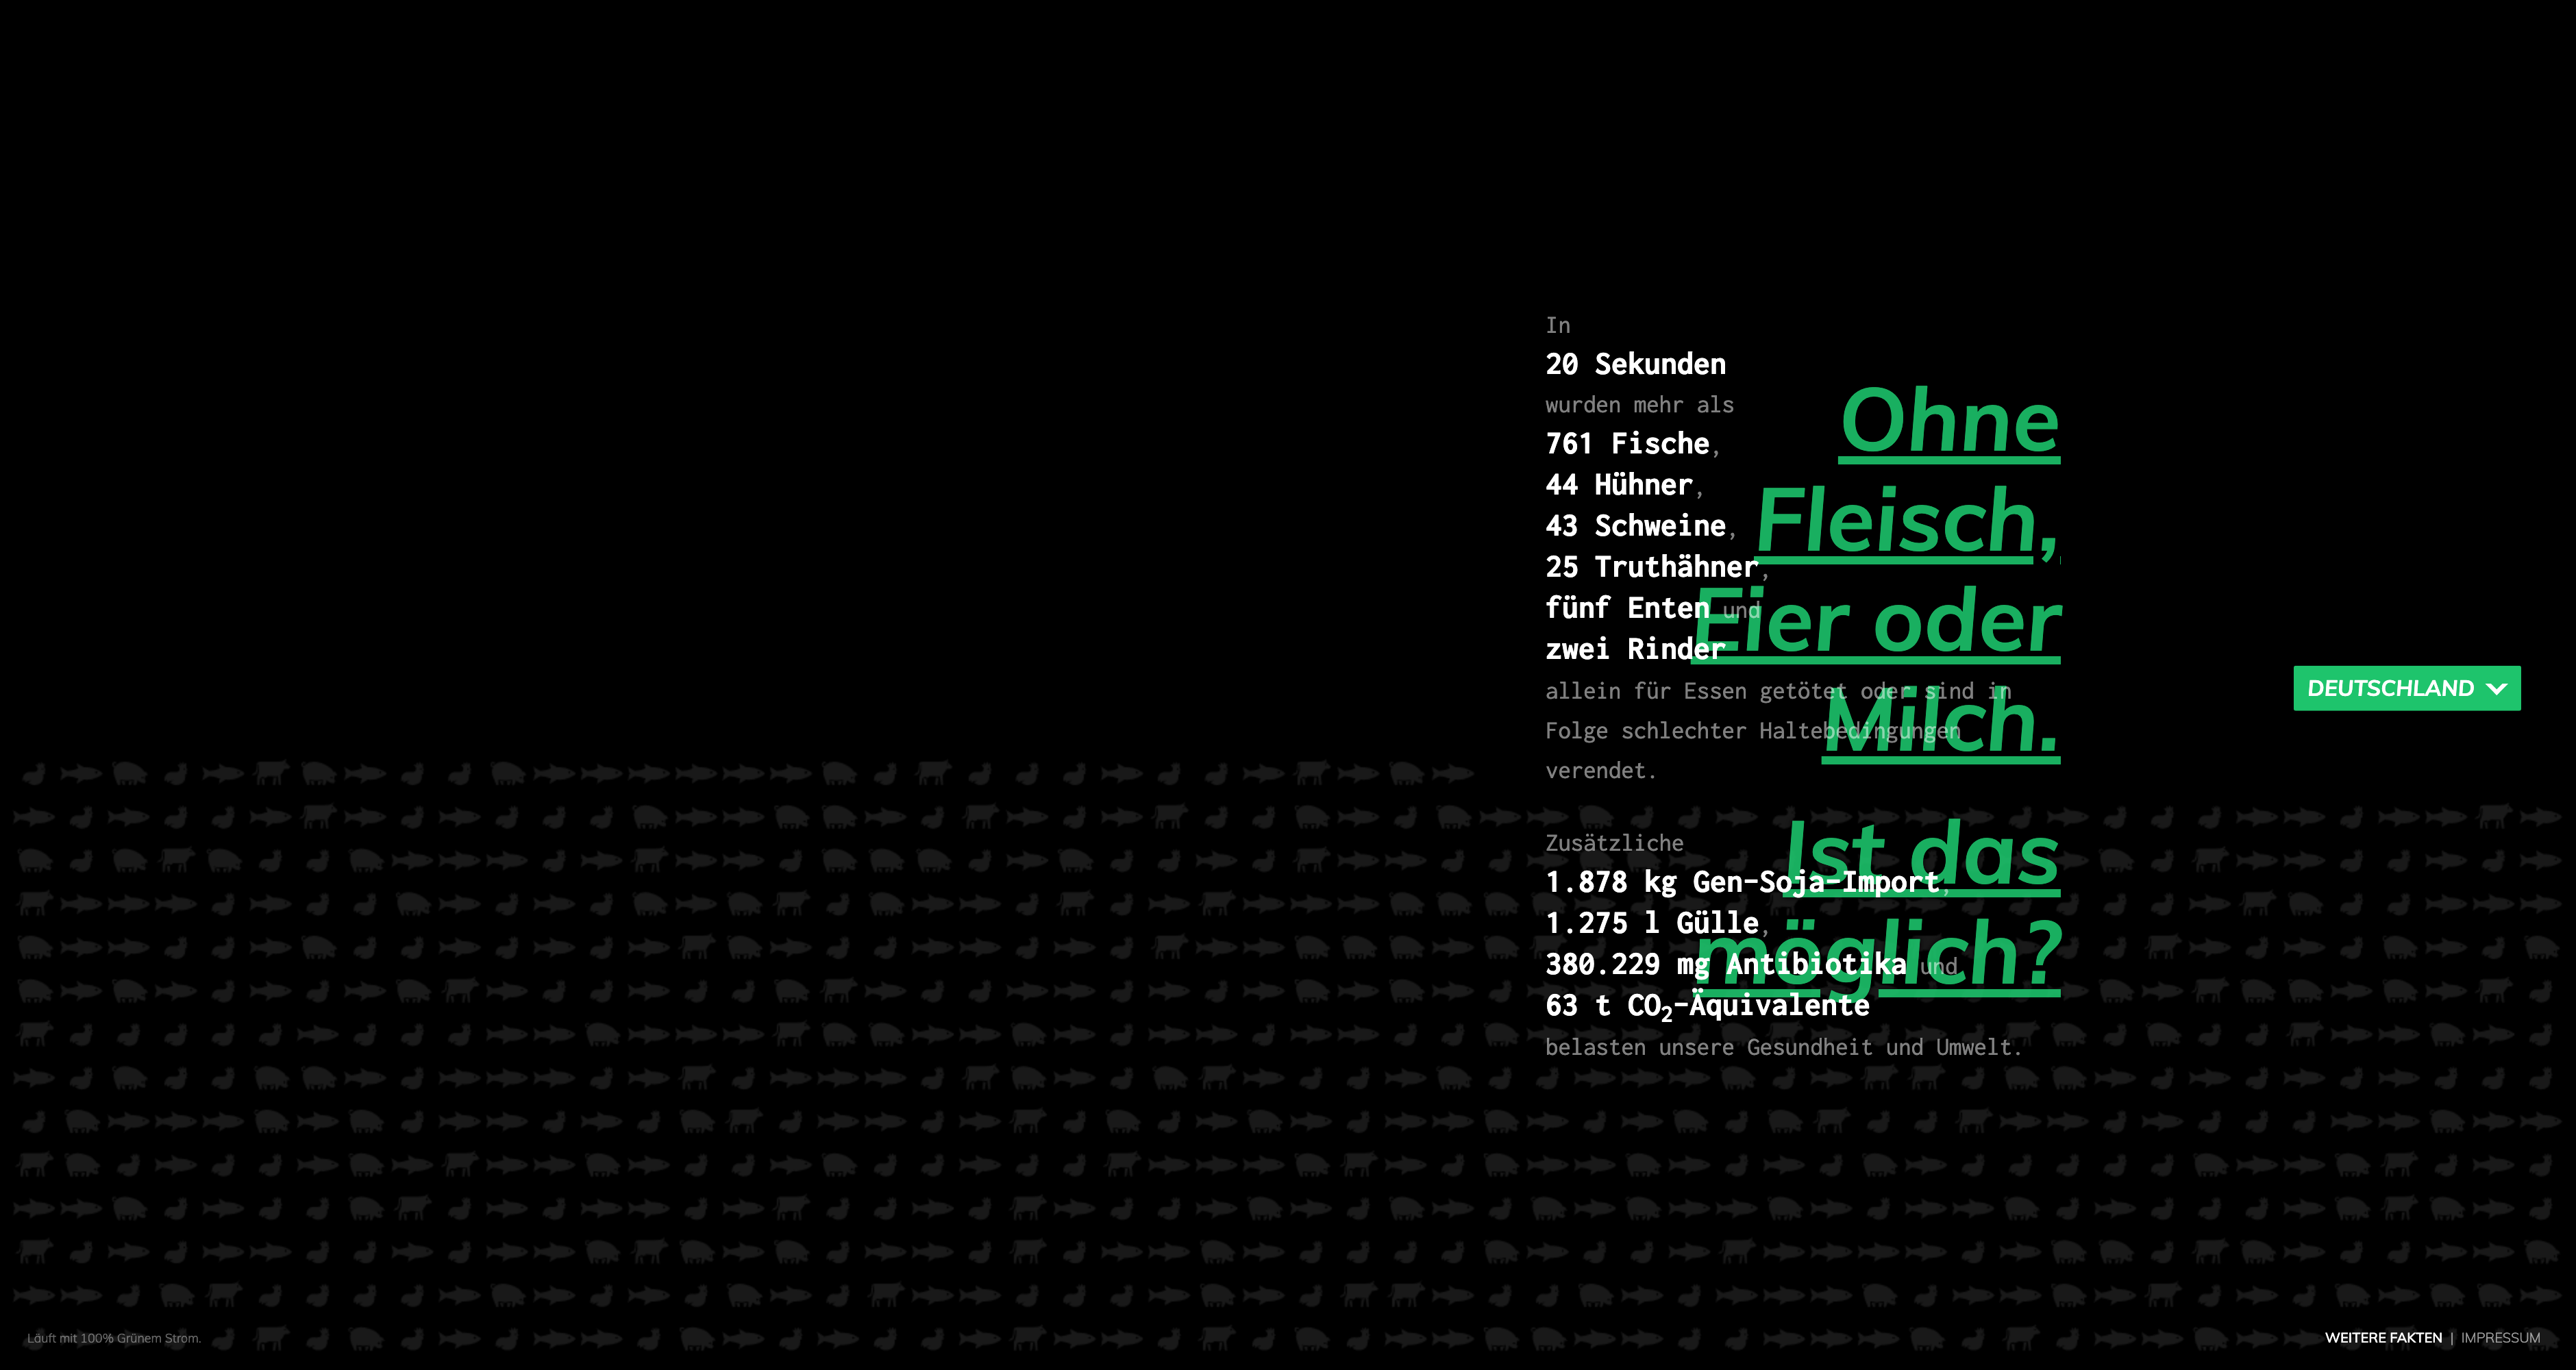 In
20 Sekunden
wurden mehr als
761 Fische,
44 Hühner,
43 Schweine,
25 Truthähner,
fünf Enten und
zwei Rinder
allein für Essen getötet oder sind in
Folge schlechter Haltebedingungen
verendet.
Zusätzliche
1.878 kg Gen-Soja-Import,
1.275 l Gülle,
380.229 mg Antibiotika und
63 t CO₂-Äquivalente
belasten unsere Gesundheit und Umwelt.
Ohne
Fleisch,
Eier oder
Milch.
Ist das
möglich?
DEUTSCHLAND
Läuft mit 100% Grünem Strom.
WEITERE FAKTEN | IMPRESSUM